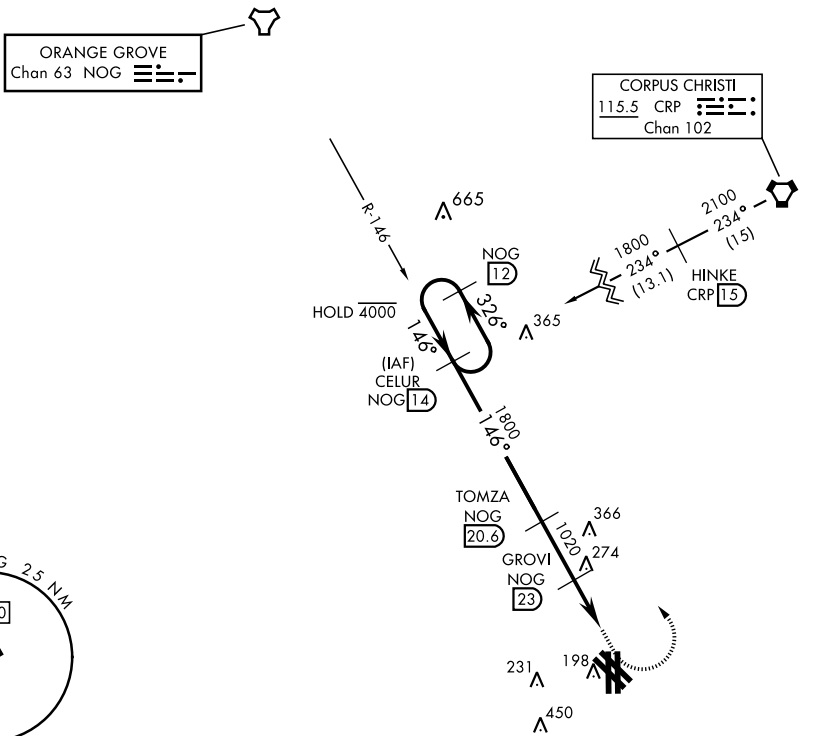 ORANGE GROVE
Chan 63 NOG
CORPUS CHRISTI
115.5 CRP
Chan 102
2100
234°
(15)
1800
234°
(13.1)
HINKE
CRP 15
R-146
665
NOG
12
HOLD 4000
326°
146°
365
(IAF)
CELUR
NOG 14
1800
146°
TOMZA
NOG
20.6
366
1020
274
GROVI
NOG
23
G 25 NM
0
231
198
450